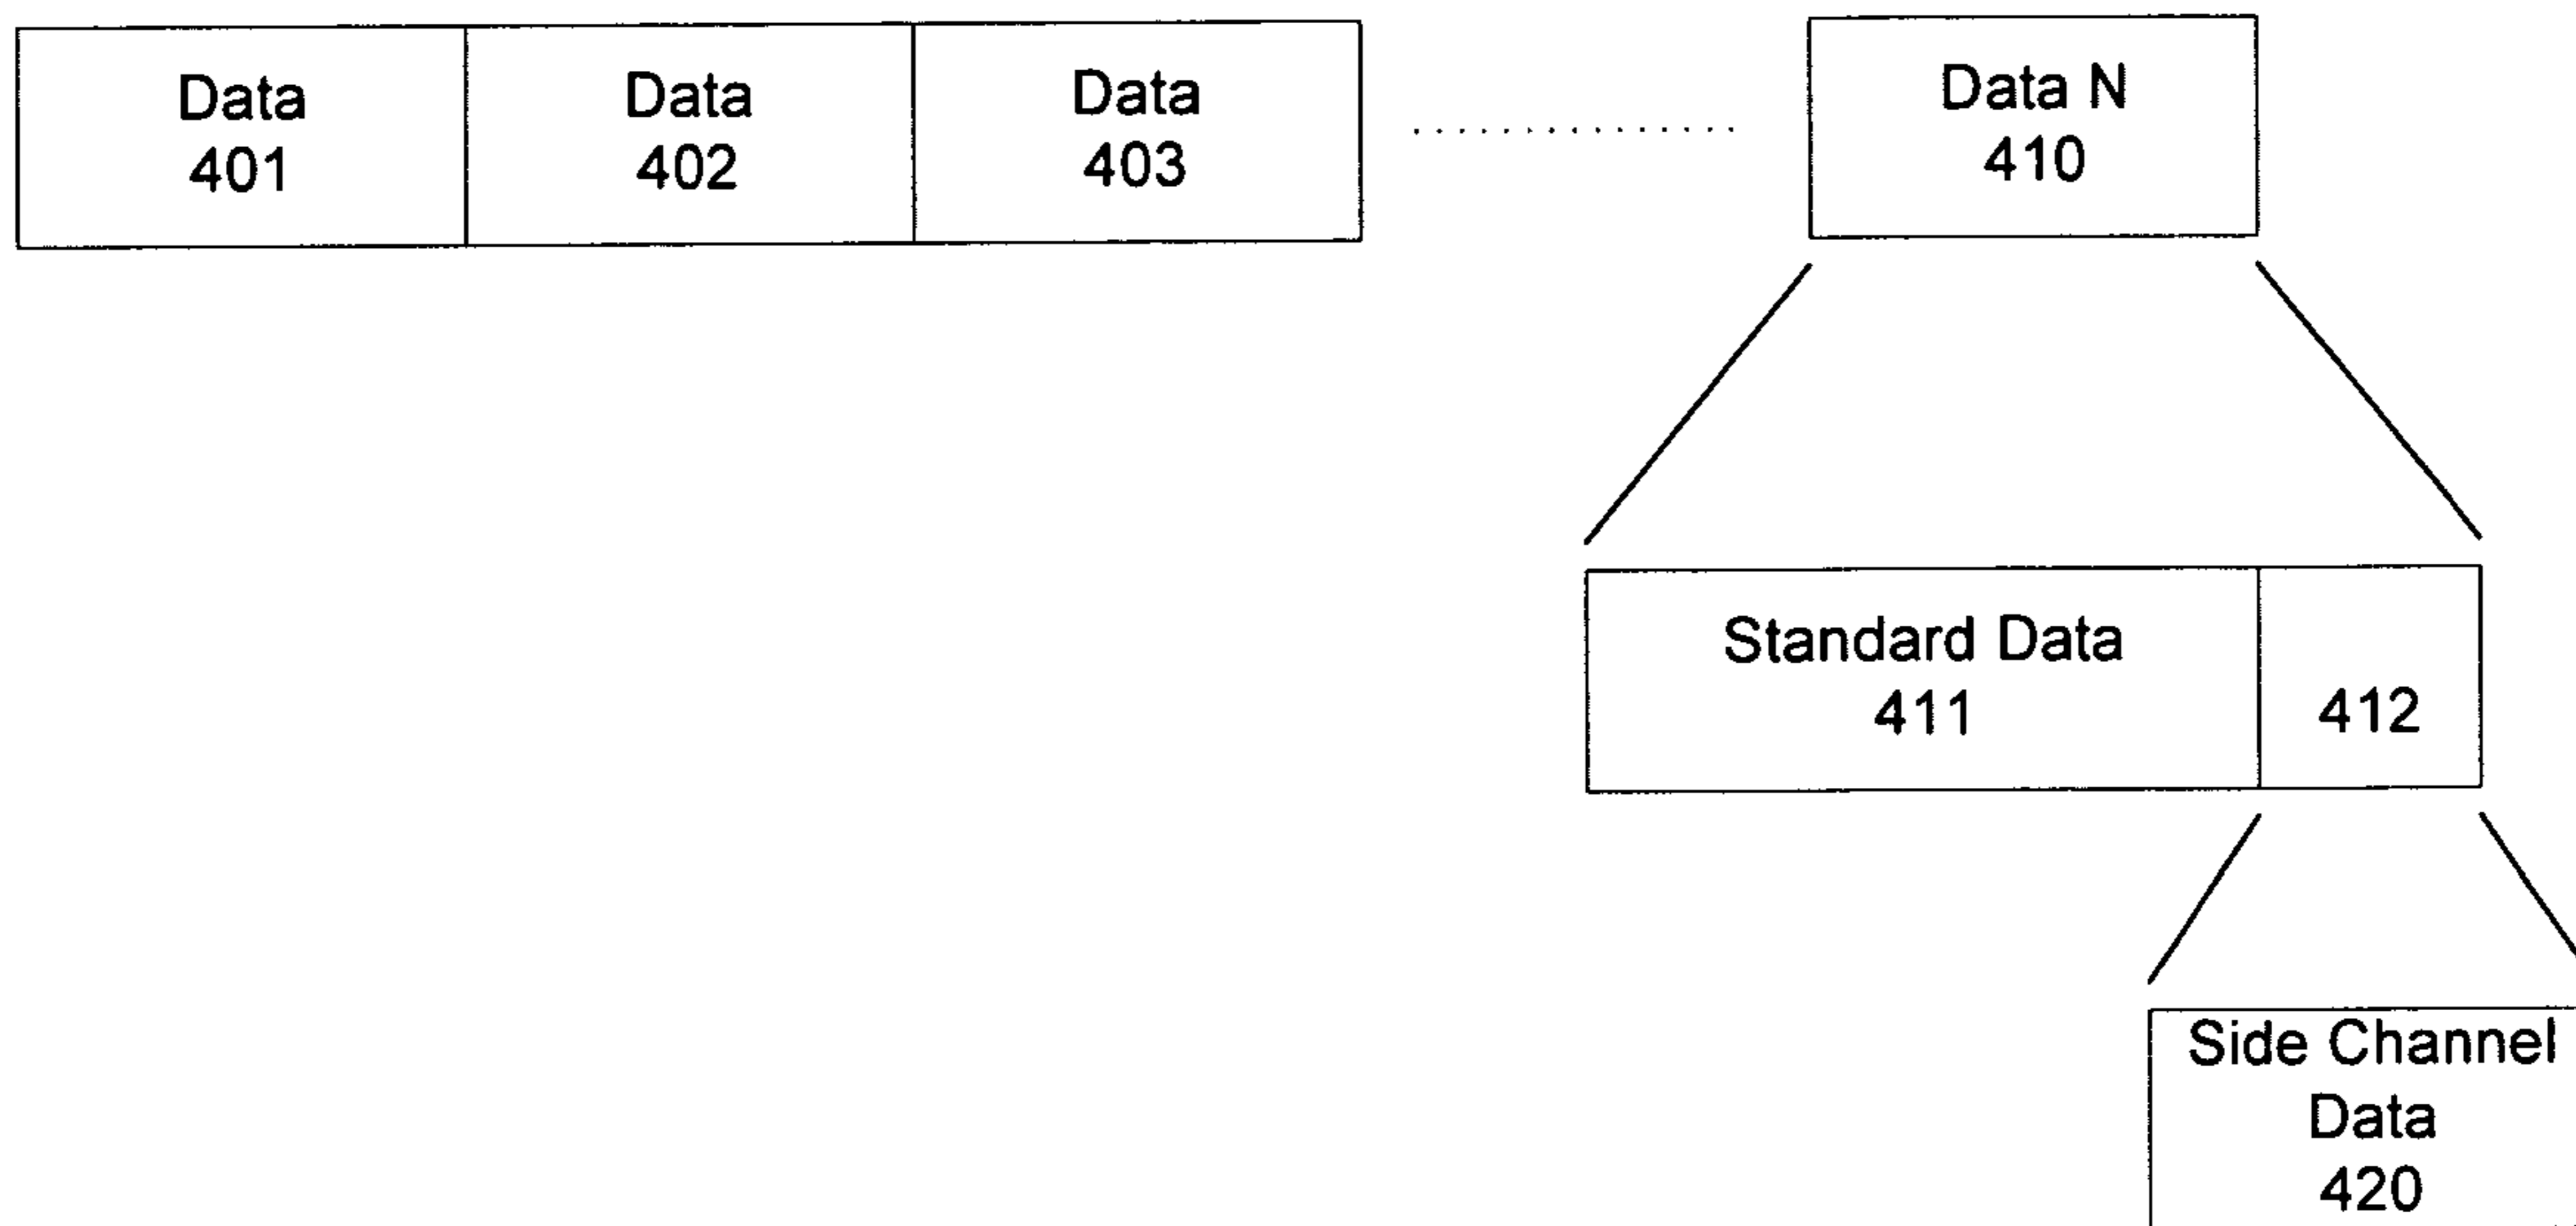 Data
401
Data
402
Data
403
Data N
410
Standard Data
411
412
Side Channel
Data
420